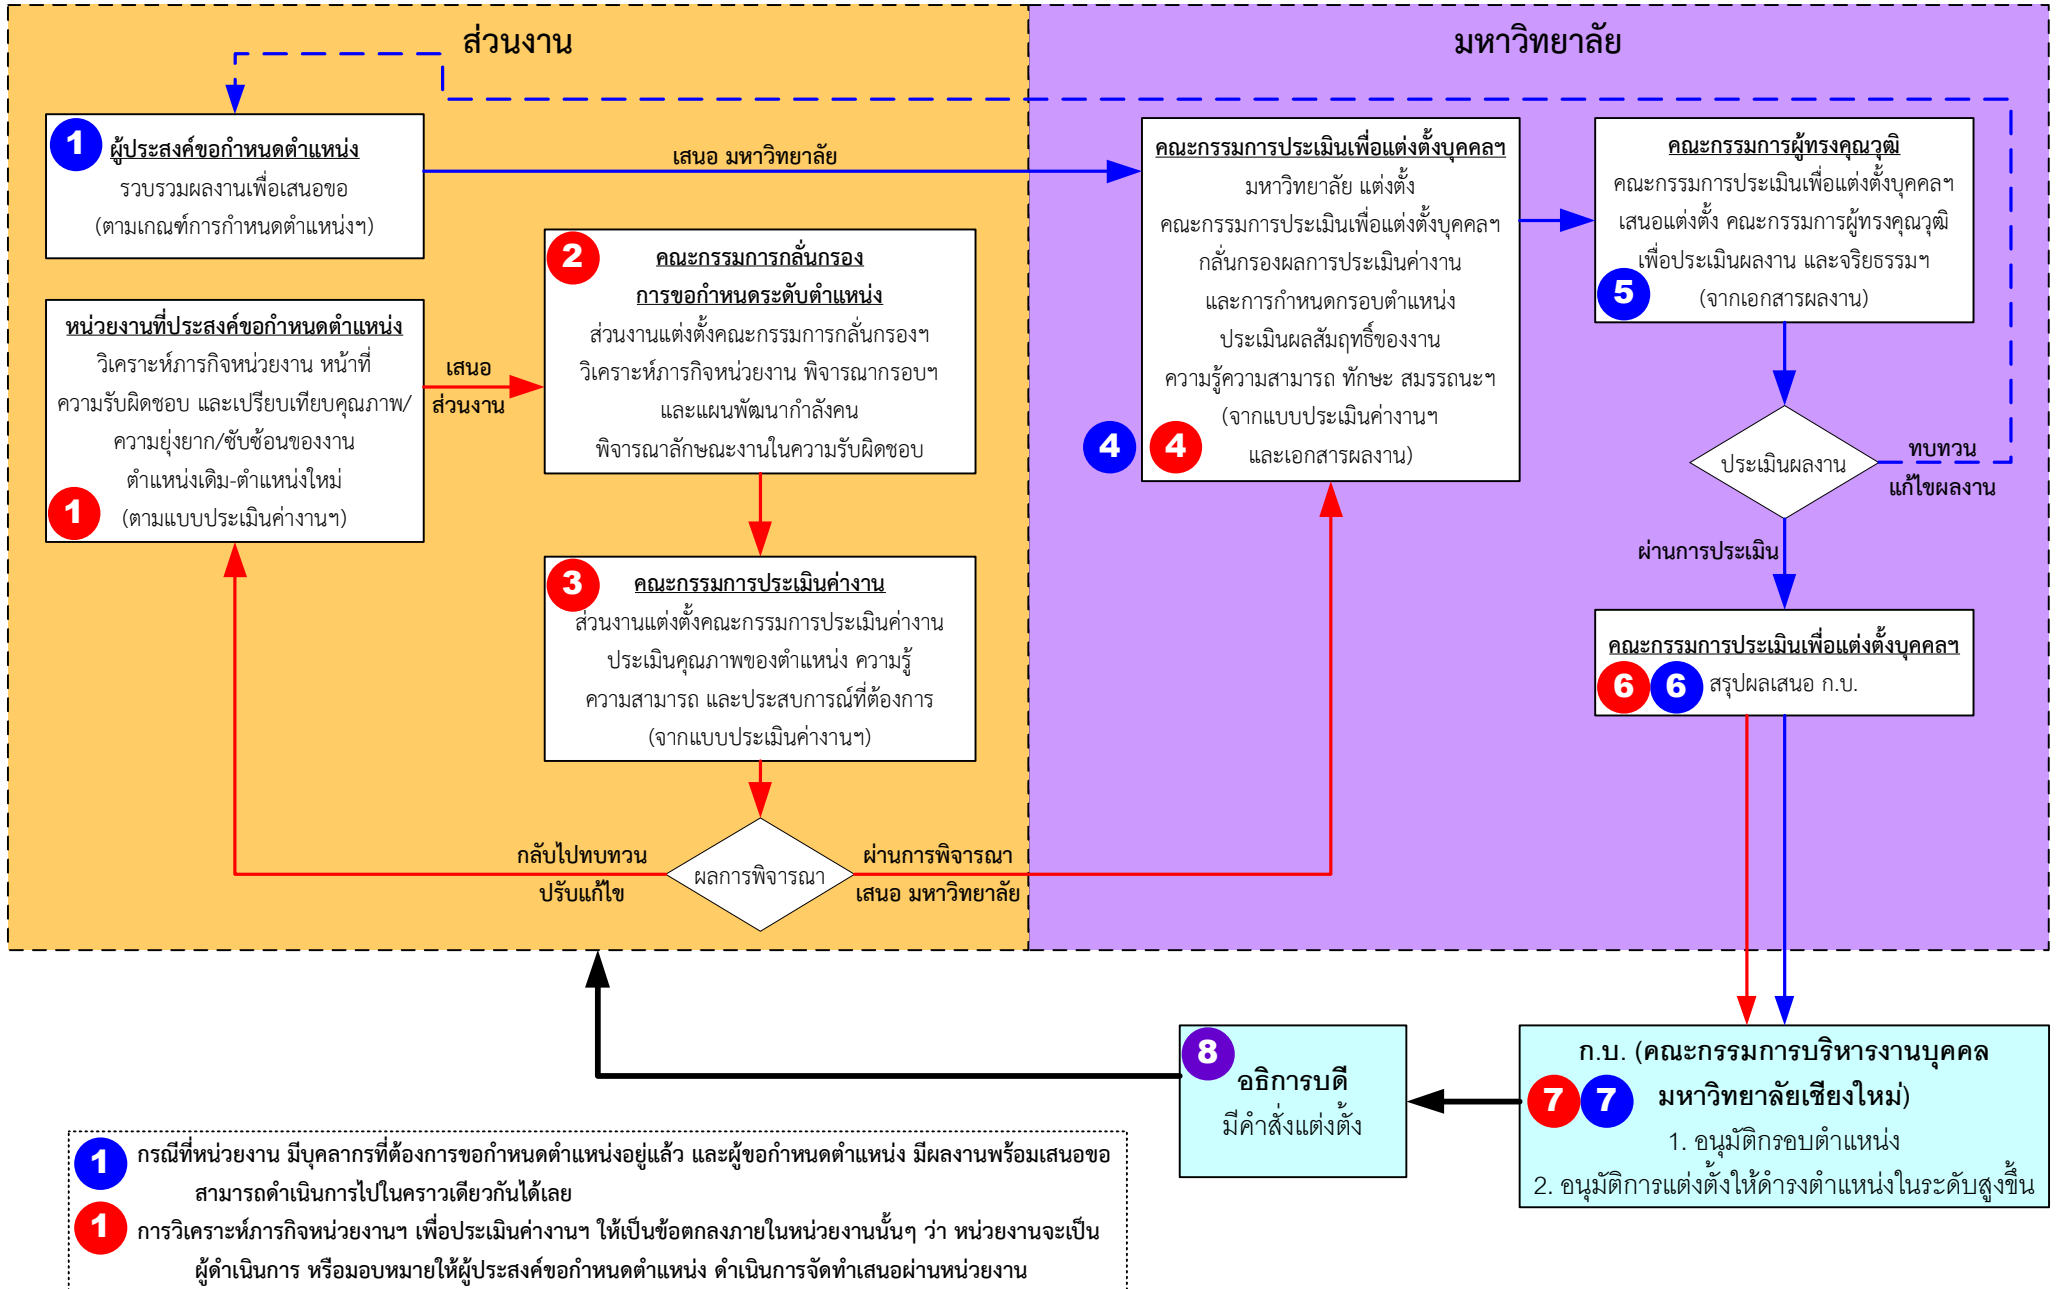 ส่วนงาน
มหาวิทยาลัย
1
ผู้ประสงค์ขอกำหนดตำแหน่ง
รวบรวมผลงานเพื่อเสนอขอ
(ตามเกณฑ์การกำหนดตำแหน่งฯ)
เสนอ มหาวิทยาลัย
หน่วยงานที่ประสงค์ขอกำหนดตำแหน่ง
วิเคราะห์ภารกิจหน่วยงาน หน้าที่
ความรับผิดชอบ และเปรียบเทียบคุณภาพ/
ความยุ่งยาก/ซับซ้อนของงาน
ตำแหน่งเดิม-ตำแหน่งใหม่
(ตามแบบประเมินค่างานฯ)
1
เสนอ
ส่วนงาน
2
คณะกรรมการกลั่นกรอง
การขอกำหนดระดับตำแหน่ง
ส่วนงานแต่งตั้งคณะกรรมการกลั่นกรองฯ
วิเคราะห์ภารกิจหน่วยงาน พิจารณากรอบฯ
และแผนพัฒนากำลังคน
พิจารณาลักษณะงานในความรับผิดชอบ
3
คณะกรรมการประเมินค่างาน
ส่วนงานแต่งตั้งคณะกรรมการประเมินค่างาน
ประเมินคุณภาพของตำแหน่ง ความรู้
ความสามารถ และประสบการณ์ที่ต้องการ
(จากแบบประเมินค่างานฯ)
กลับไปทบทวน
ปรับแก้ไข
ผลการพิจารณา
ผ่านการพิจารณา
เสนอ มหาวิทยาลัย
คณะกรรมการประเมินเพื่อแต่งตั้งบุคคลฯ
มหาวิทยาลัย แต่งตั้ง
คณะกรรมการประเมินเพื่อแต่งตั้งบุคคลฯ
กลั่นกรองผลการประเมินค่างาน
และการกำหนดกรอบตำแหน่ง
ประเมินผลสัมฤทธิ์ของงาน
ความรู้ความสามารถ ทักษะ สมรรถนะฯ
(จากแบบประเมินค่างานฯ
และเอกสารผลงาน)
4 4
คณะกรรมการผู้ทรงคุณวุฒิ
คณะกรรมการประเมินเพื่อแต่งตั้งบุคคลฯ
เสนอแต่งตั้ง คณะกรรมการผู้ทรงคุณวุฒิ
เพื่อประเมินผลงาน และจริยธรรมฯ
(จากเอกสารผลงาน)
5
ประเมินผลงาน
ทบทวน
แก้ไขผลงาน
ผ่านการประเมิน
คณะกรรมการประเมินเพื่อแต่งตั้งบุคคลฯ
6 6 สรุปผลเสนอ ก.บ.
ก.บ. (คณะกรรมการบริหารงานบุคคล
มหาวิทยาลัยเชียงใหม่)
7 7
1. อนุมัติกรอบตำแหน่ง
2. อนุมัติการแต่งตั้งให้ดำรงตำแหน่งในระดับสูงขึ้น
8
อธิการบดี
มีคำสั่งแต่งตั้ง
1 กรณีที่หน่วยงาน มีบุคลากรที่ต้องการขอกำหนดตำแหน่งอยู่แล้ว และผู้ขอกำหนดตำแหน่ง มีผลงานพร้อมเสนอขอ
สามารถดำเนินการไปในคราวเดียวกันได้เลย
1 การวิเคราะห์ภารกิจหน่วยงานฯ เพื่อประเมินค่างานฯ ให้เป็นข้อตกลงภายในหน่วยงานนั้นๆ ว่า หน่วยงานจะเป็น
ผู้ดำเนินการ หรือมอบหมายให้ผู้ประสงค์ขอกำหนดตำแหน่ง ดำเนินการจัดทำเสนอผ่านหน่วยงาน